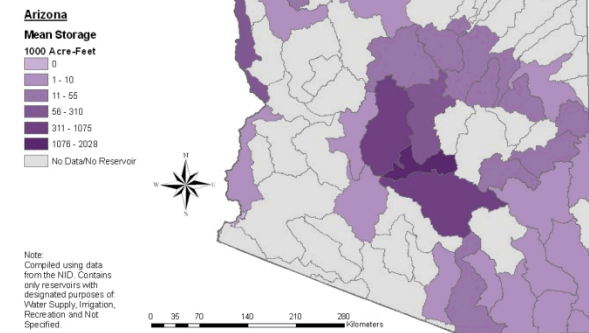 Arizona
Mean Storage
1000 Acre-Feet
0
1 - 10
11 - 55
56 - 310
311 - 1075
1076 - 2028
No Data/No Reservoir
N
W
E
S
Note:
Compiled using data
from the NID. Contains
only reservoirs with
designated purposes of:
Water Supply, Irrigation,
Recreation and Not
Specified.
0 35 70 140 210 280
Kilometers